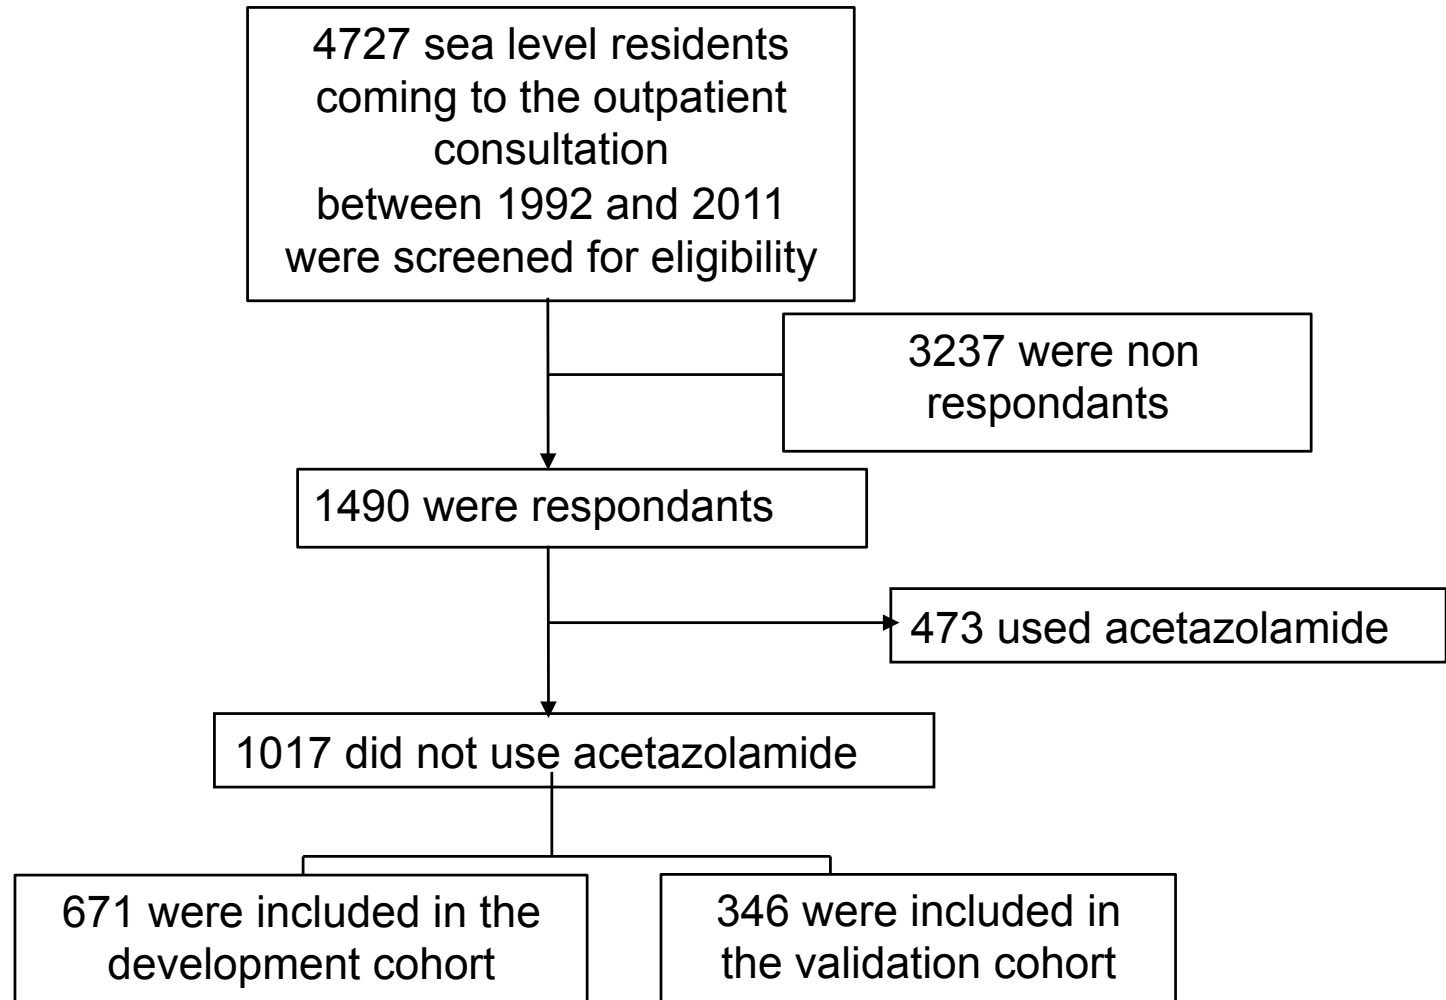 4727 sea level residents
coming to the outpatient
consultation
between 1992 and 2011
were screened for eligibility
3237 were non
respondants
1490 were respondants
473 used acetazolamide
1017 did not use acetazolamide
671 were included in the
development cohort
346 were included in
the validation cohort